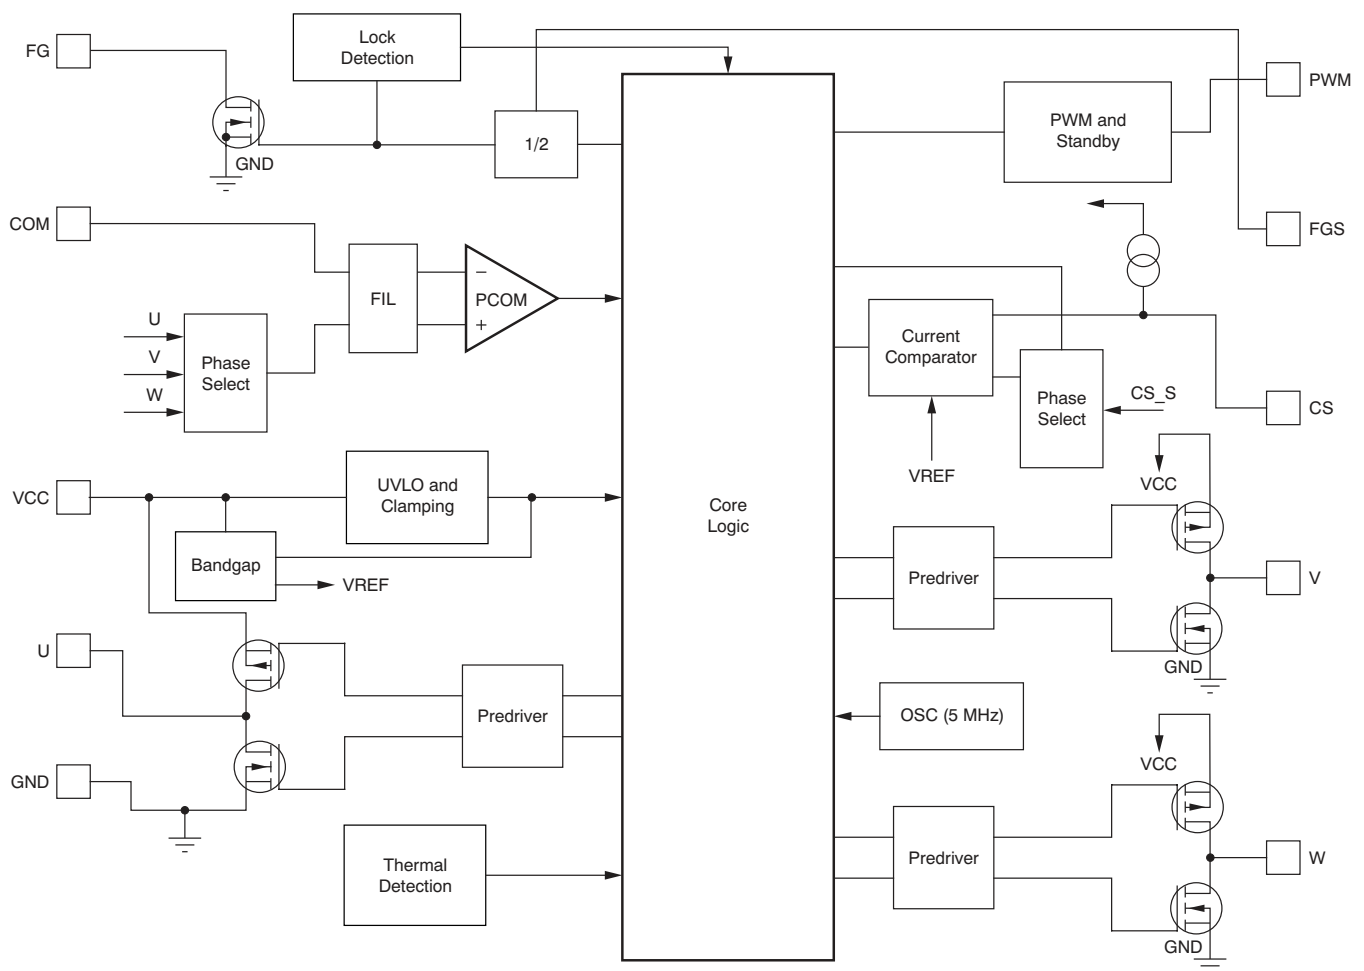 FG
Lock
Detection
1/2
GND
PWM and
Standby
PWM
COM
FGS
FIL
−
PCOM
+
U
V
W
Phase
Select
Current
Comparator
VREF
Phase
Select
CS_S
CS
VCC
UVLO and
Clamping
Bandgap
VREF
Core
Logic
VCC
Predriver
V
GND
U
Predriver
GND
OSC (5 MHz)
VCC
Predriver
W
GND
Thermal
Detection